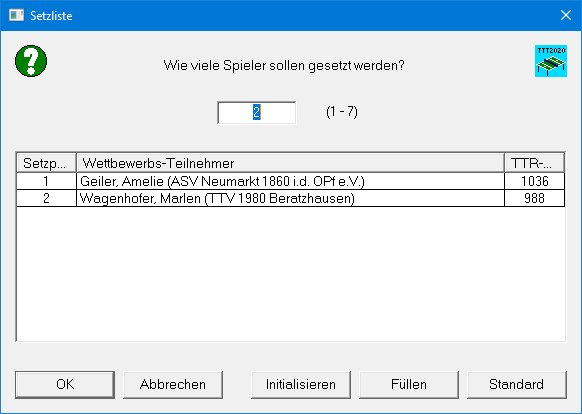 Setzliste
TTT2020
Wie viele Spieler sollen gesetzt werden?
2 (1 - 7)
Setzp... Wettbewerbs-Teilnehmer TTR-...
1 Geiler, Amelie (ASV Neumarkt 1860 i.d. OPf e.V.) 1036
2 Wagenhofer, Marlen (TTV 1980 Beratzhausen) 988
OK Abbrechen Initialisieren Füllen Standard